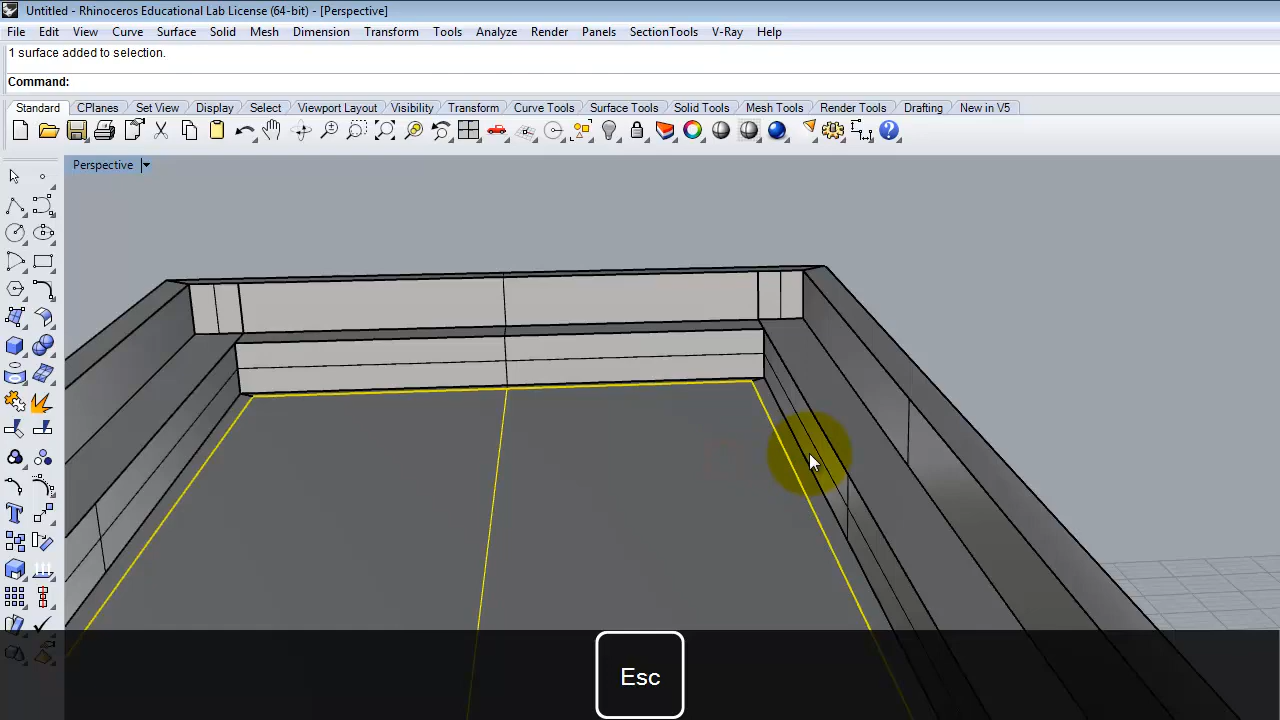 Untitled - Rhinoceros Educational Lab License (64-bit) - [Perspective]
File Edit View Curve Surface Solid Mesh Dimension Transform Tools Analyze Render Panels SectionTools V-Ray Help
1 surface added to selection.
Command:
Standard CPlanes Set View Display Select Viewport Layout Visibility Transform Curve Tools Surface Tools Solid Tools Mesh Tools Render Tools Drafting New in V5
Perspective
Esc